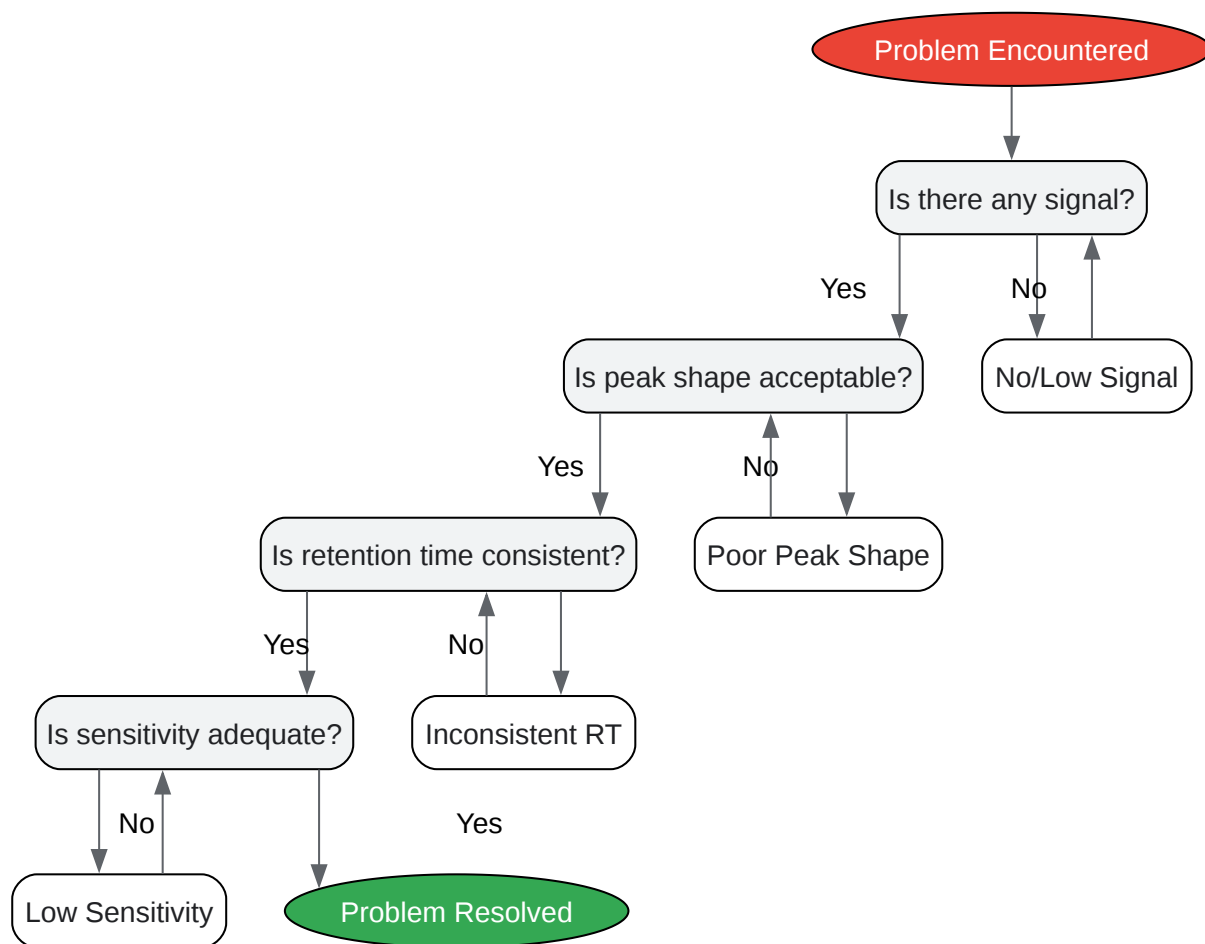 Problem Encountered
Is there any signal?
Yes
No
Is peak shape acceptable?
No/Low Signal
Yes
No
Is retention time consistent?
Poor Peak Shape
Yes
No
Is sensitivity adequate?
Inconsistent RT
No
Yes
Low Sensitivity
Problem Resolved